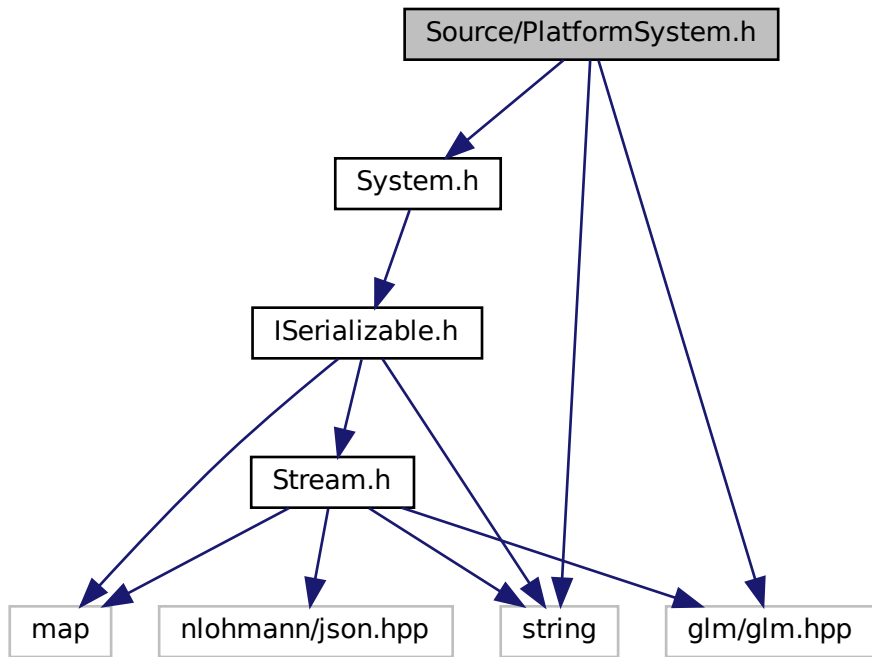 Source/PlatformSystem.h
System.h
ISerializable.h
Stream.h
map
nlohmann/json.hpp
string
glm/glm.hpp